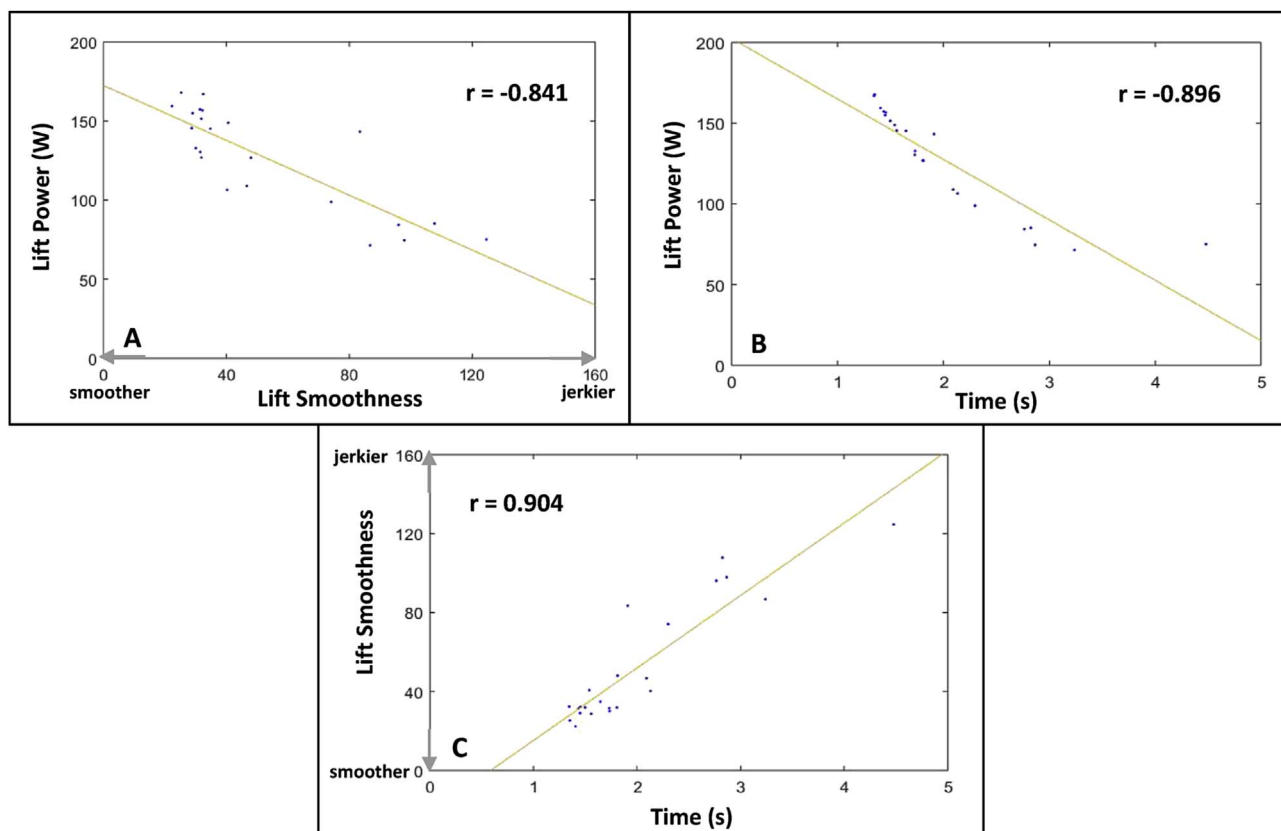 200
r = -0.841
150
Lift Power (W)
100
50
A
0
0 40 80 120 160
smoother Lift Smoothness jerkier
200
r = -0.896
150
Lift Power (W)
100
50
B
0
0 1 2 3 4 5
Time (s)
jerkier 160
r = 0.904
120
Lift Smoothness
80
40
C
smoother 0
0 1 2 3 4 5
Time (s)